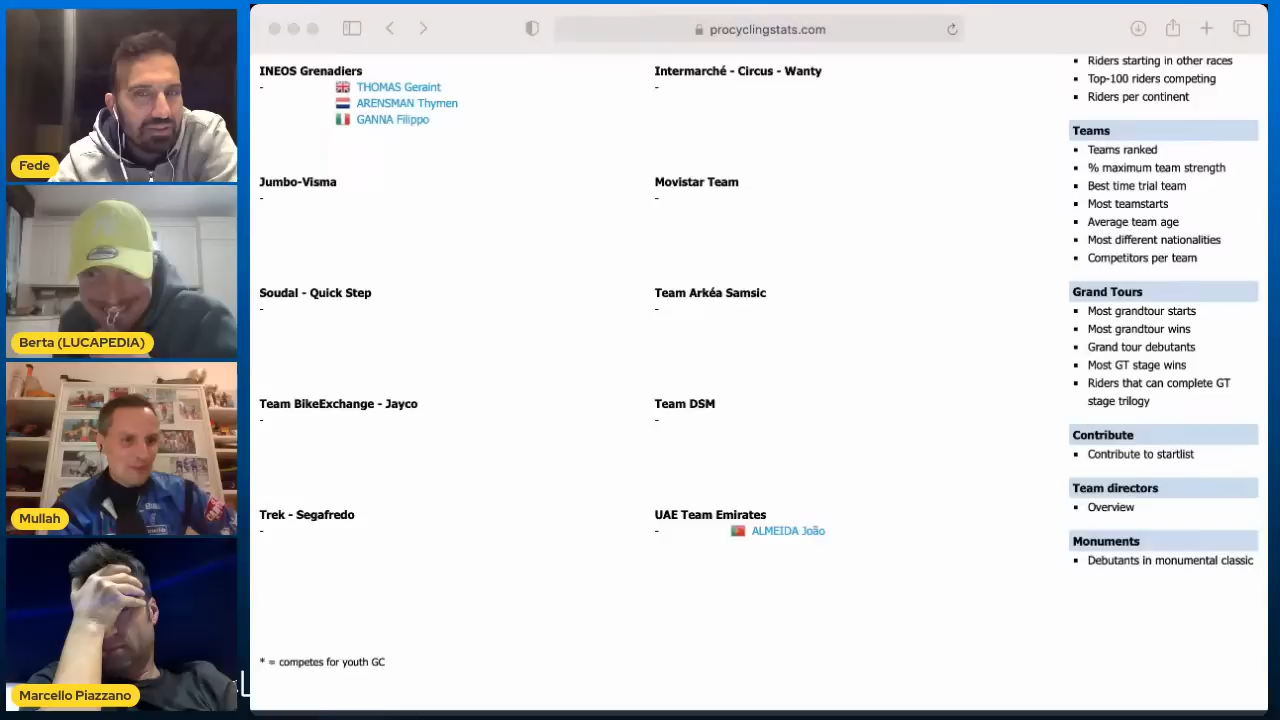 Fede
Berta (LUCAPEDIA)
Mullah
Marcello Piazzano
procyclingstats.com
INEOS Grenadiers
-
THOMAS Geraint
ARENSMAN Thymen
GANNA Filippo
Intermarché - Circus - Wanty
-
Jumbo-Visma
-
Movistar Team
-
Soudal - Quick Step
-
Team Arkéa Samsic
-
Team BikeExchange - Jayco
-
Team DSM
-
Trek - Segafredo
-
UAE Team Emirates
-
ALMEIDA João
* = competes for youth GC
Riders starting in other races
Top-100 riders competing
Riders per continent
Teams
Teams ranked
% maximum team strength
Best time trial team
Most teamstarts
Average team age
Most different nationalities
Competitors per team
Grand Tours
Most grandtour starts
Most grandtour wins
Grand tour debutants
Most GT stage wins
Riders that can complete GT
stage trilogy
Contribute
Contribute to startlist
Team directors
Overview
Monuments
Debutants in monumental classic